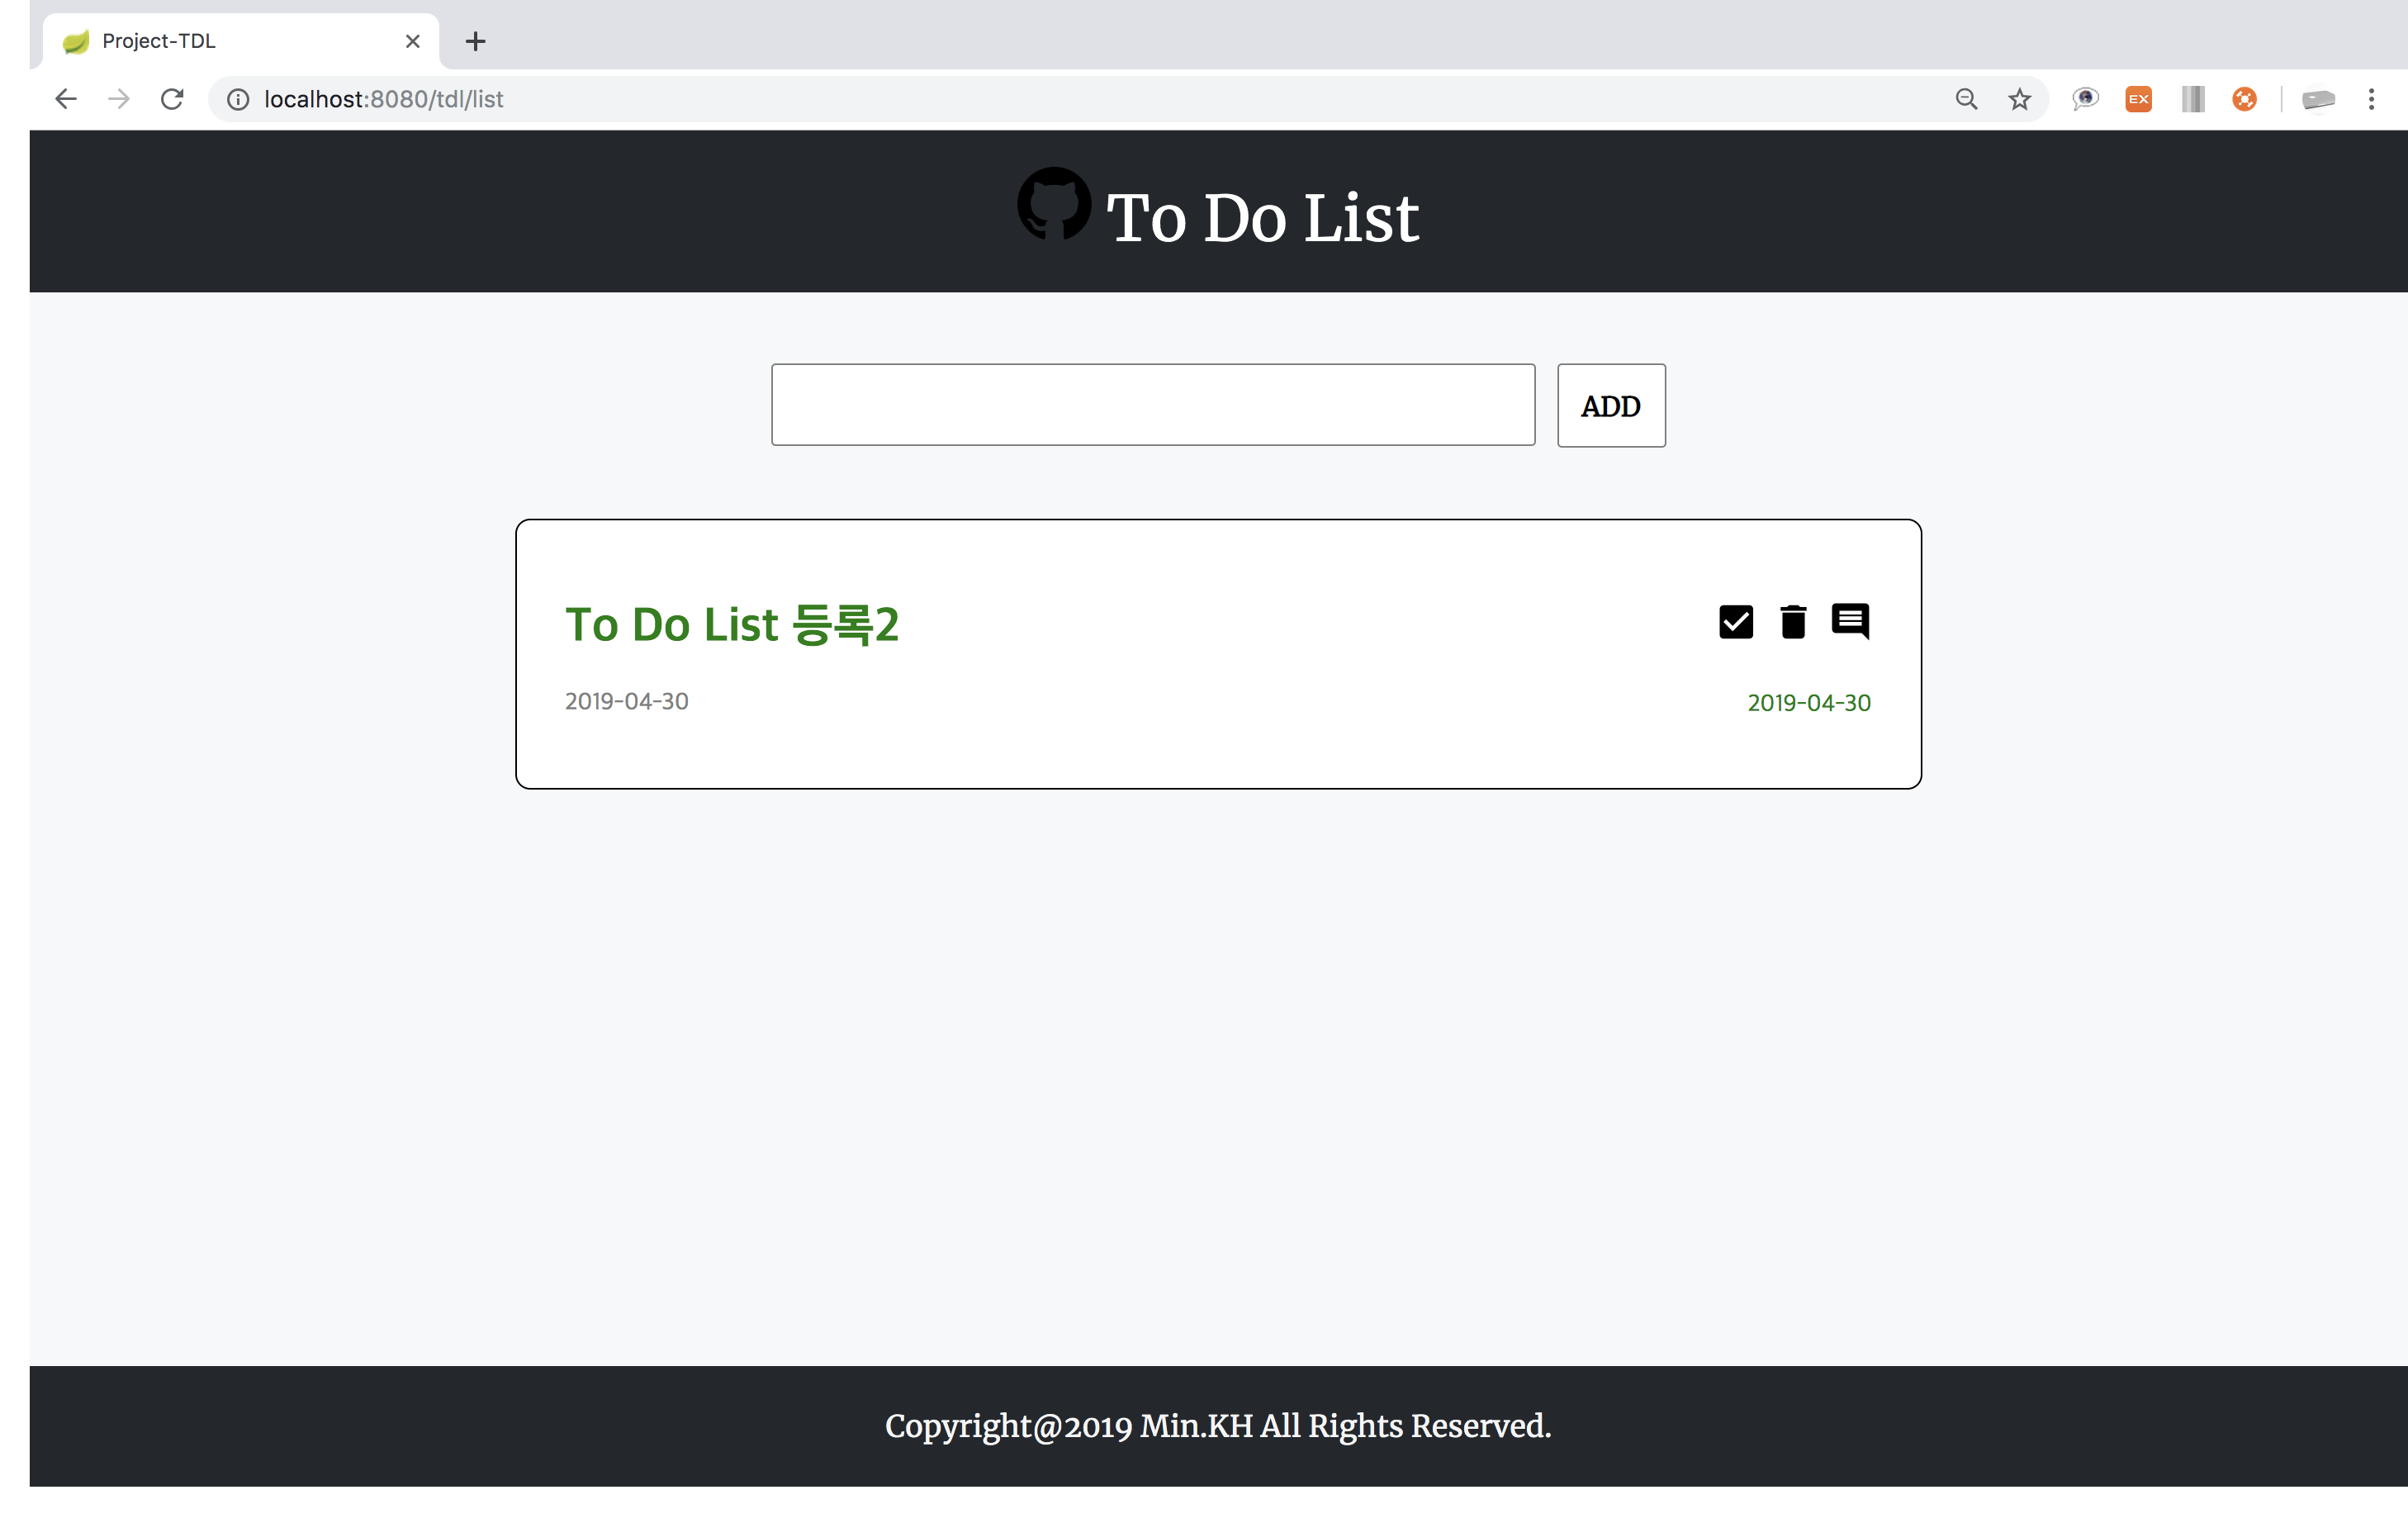 Project-TDL
localhost:8080/tdl/list
EX
To Do List
ADD
To Do List 등록2
2019-04-30
2019-04-30
Copyright@2019 Min.KH All Rights Reserved.